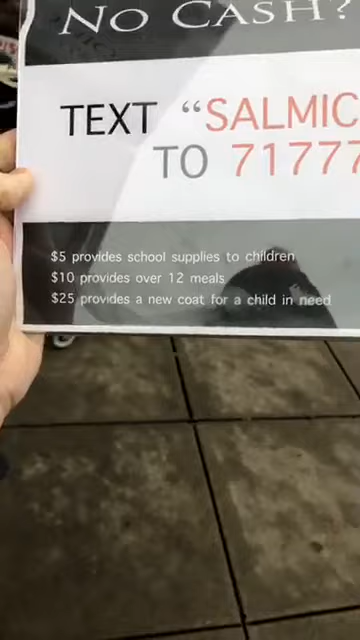 NO CASH?
TEXT “SALMIC
TO 71777
$5 provides school supplies to children
$10 provides over 12 meals
$25 provides a new coat for a child in need